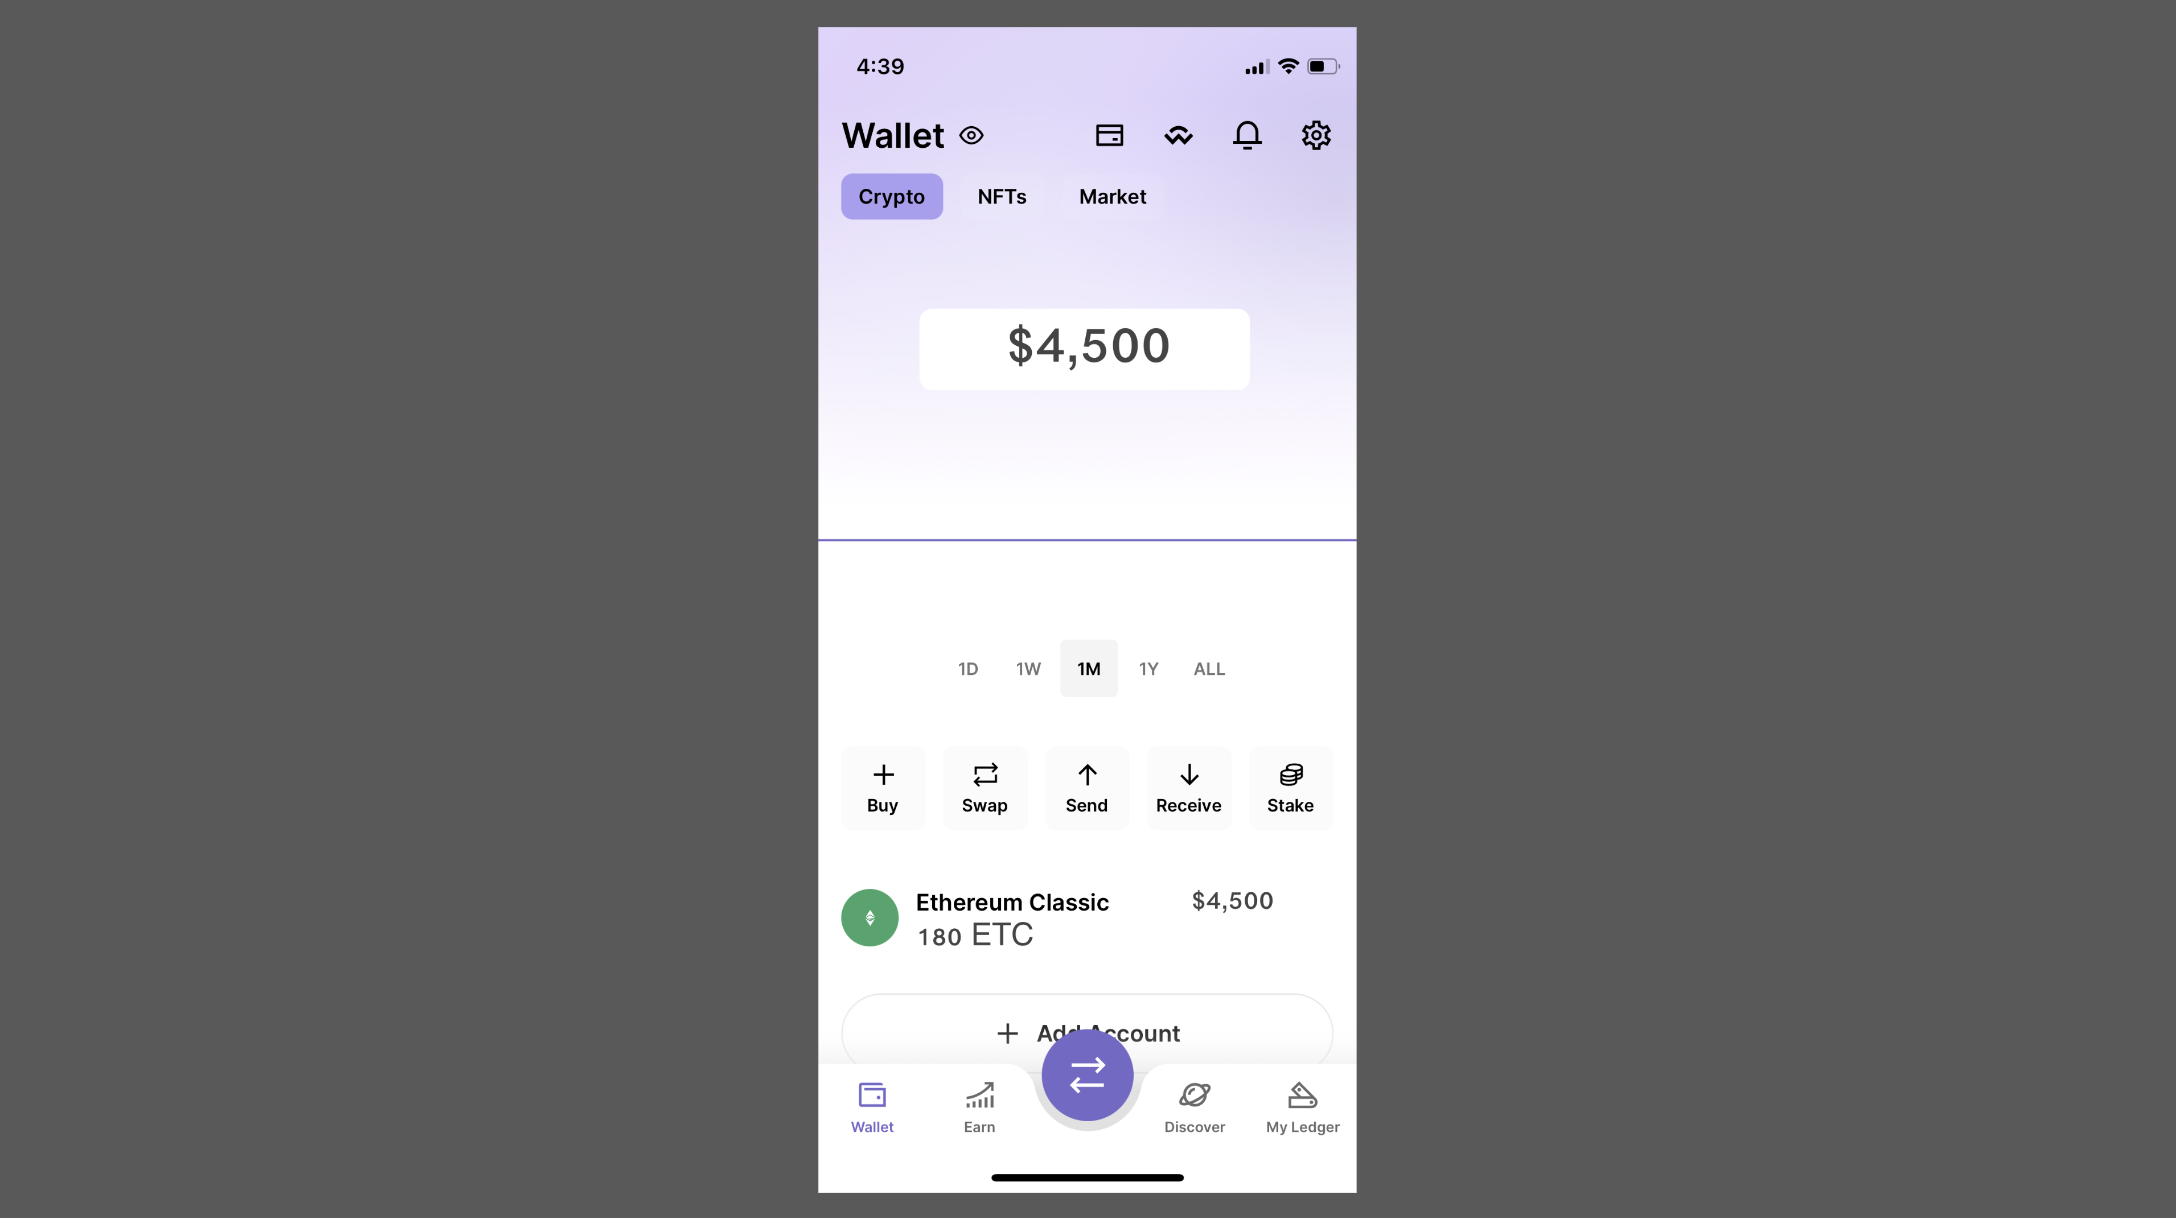 4:39
Wallet
Crypto NFTs Market
$4,500
1D 1W 1M 1Y ALL
Buy Swap Send Receive Stake
Ethereum Classic $4,500
180 ETC
Add Account
Wallet Earn Discover My Ledger